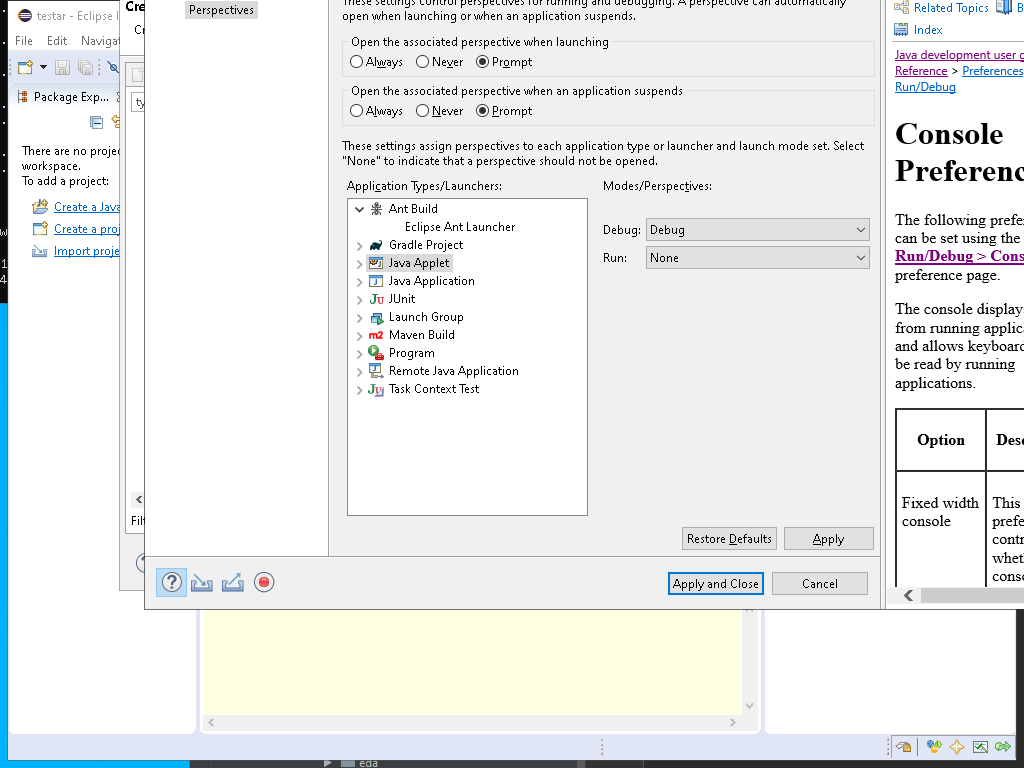 testar - Eclipse I
File Edit Navigat
Package Exp...
There are no proje
workspace.
To add a project:
Create a Java
Create a proj
Import proje
Cre
Cr
ty
Filt
Perspectives
These settings control perspectives for running and debugging. A perspective can automatically
open when launching or when an application suspends.
Open the associated perspective when launching
Always Never Prompt
Open the associated perspective when an application suspends
Always Never Prompt
These settings assign perspectives to each application type or launcher and launch mode set. Select
"None" to indicate that a perspective should not be opened.
Application Types/Launchers:
Modes/Perspectives:
Ant Build
Eclipse Ant Launcher
Gradle Project
Java Applet
Java Application
JUnit
Launch Group
Maven Build
Program
Remote Java Application
Task Context Test
Debug: Debug
Run: None
Restore Defaults Apply
Apply and Close Cancel
Related Topics B
Index
Java development user g
Reference > Preferences
Run/Debug
Console
Preferenc
The following prefer
can be set using the
Run/Debug > Cons
preference page.
The console displays
from running applica
and allows keyboard
be read by running
applications.
Option Desc
Fixed width
console
This
prefe
contr
wheth
conso
eda